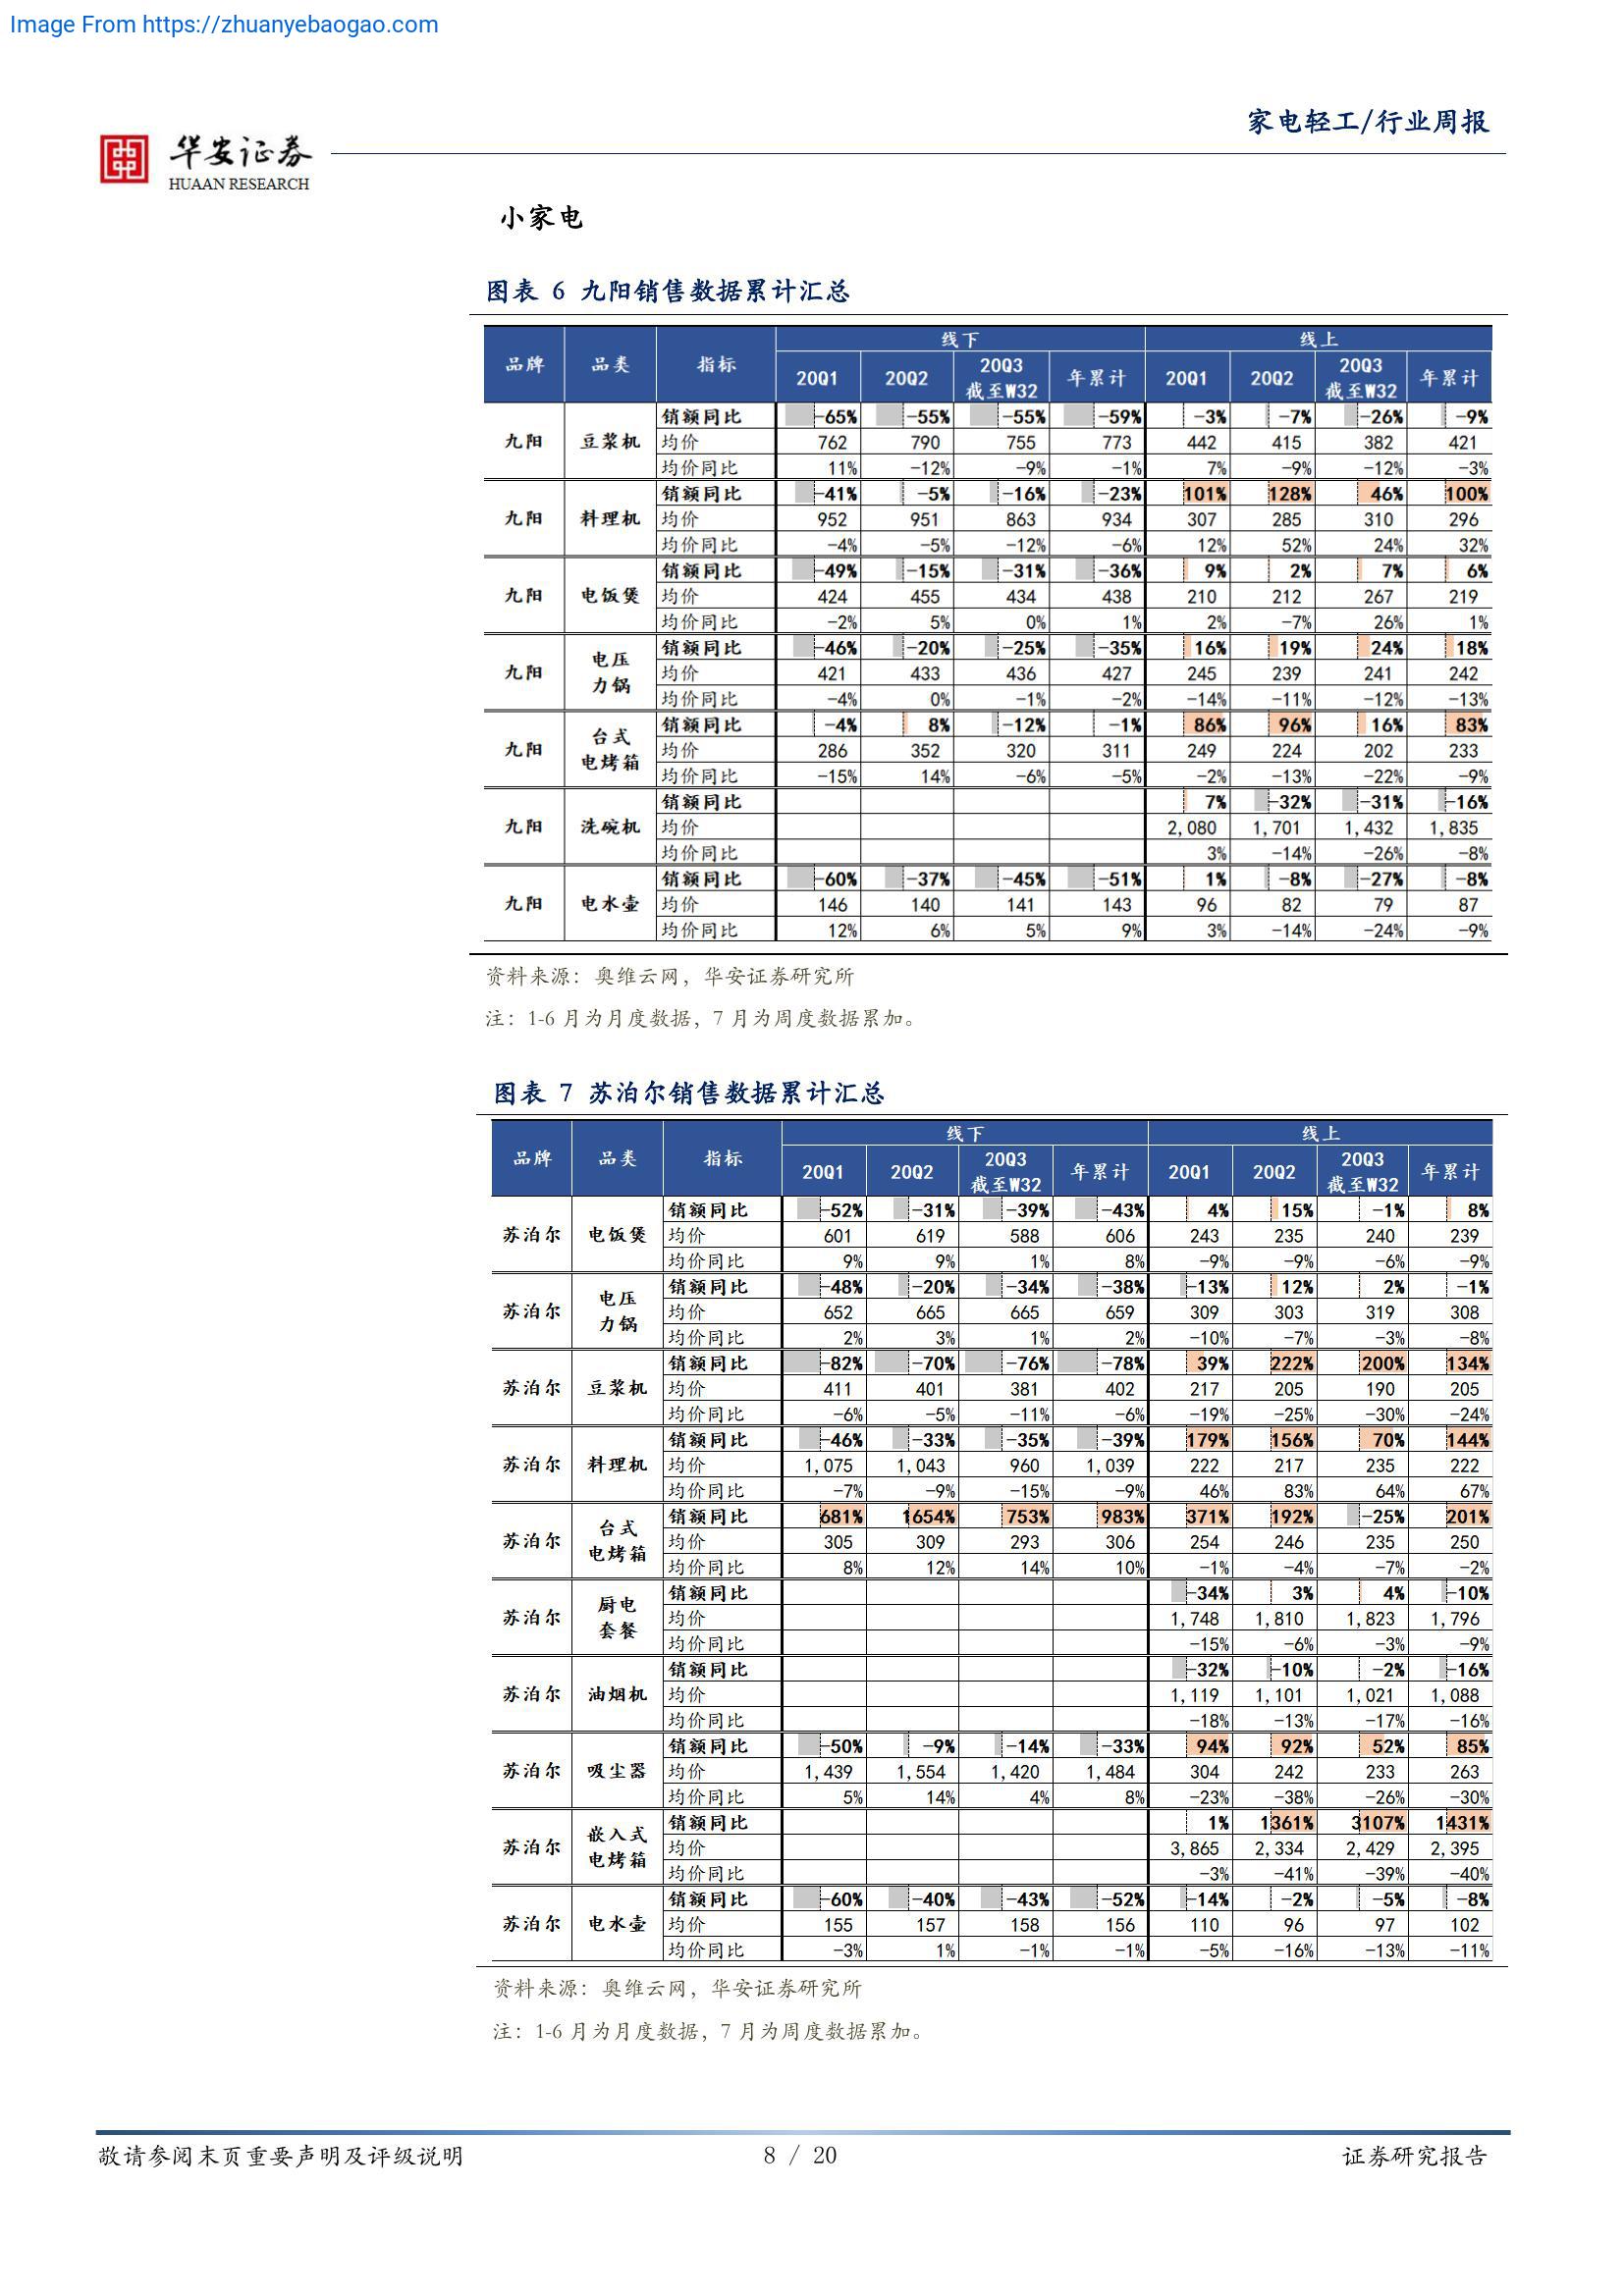 Image From https://zhuanyebaogao.com
家电轻工/行业周报
华安证券
HUAAN RESEARCH
小家电
图表 6 九阳销售数据累计汇总
品牌 品类 指标 线下 线上
20Q1 20Q2 20Q3 截至W32 年累计 20Q1 20Q2 20Q3 截至W32 年累计
九阳 豆浆机 销额同比 -65% -55% -55% -59% -3% -7% -26% -9%
均价 762 790 755 773 442 415 382 421
均价同比 11% -12% -9% -1% 7% -9% -12% -3%
九阳 料理机 销额同比 -41% -5% -16% -23% 101% 128% 46% 100%
均价 952 951 863 934 307 285 310 296
均价同比 -4% -5% -12% -6% 12% 52% 24% 32%
九阳 电饭煲 销额同比 -49% -15% -31% -36% 9% 2% 7% 6%
均价 424 455 434 438 210 212 267 219
均价同比 -2% 5% 0% 1% 2% -7% 26% 1%
九阳 电压力锅 销额同比 -46% -20% -25% -35% 16% 19% 24% 18%
均价 421 433 436 427 245 239 241 242
均价同比 -4% 0% -1% -2% -14% -11% -12% -13%
九阳 台式电烤箱 销额同比 -4% 8% -12% -1% 86% 96% 16% 83%
均价 286 352 320 311 249 224 202 233
均价同比 -15% 14% -6% -5% -2% -13% -22% -9%
九阳 洗碗机 销额同比 7% -32% -31% -16%
均价 2,080 1,701 1,432 1,835
均价同比 3% -14% -26% -8%
九阳 电水壶 销额同比 -60% -37% -45% -51% 1% -8% -27% -8%
均价 146 140 141 143 96 82 79 87
均价同比 12% 6% 5% 9% 3% -14% -24% -9%
资料来源：奥维云网，华安证券研究所
注：1-6 月为月度数据，7 月为周度数据累加。
图表 7 苏泊尔销售数据累计汇总
品牌 品类 指标 线下 线上
20Q1 20Q2 20Q3 截至W32 年累计 20Q1 20Q2 20Q3 截至W32 年累计
苏泊尔 电饭煲 销额同比 -52% -31% -39% -43% 4% 15% -1% 8%
均价 601 619 588 606 243 235 240 239
均价同比 9% 9% 1% 8% -9% -9% -6% -9%
苏泊尔 电压力锅 销额同比 -48% -20% -34% -38% -13% 12% 2% -1%
均价 652 665 665 659 309 303 319 308
均价同比 2% 3% 1% 2% -10% -7% -3% -8%
苏泊尔 豆浆机 销额同比 -82% -70% -76% -78% 39% 222% 200% 134%
均价 411 401 381 402 217 205 190 205
均价同比 -6% -5% -11% -6% -19% -25% -30% -24%
苏泊尔 料理机 销额同比 -46% -33% -35% -39% 179% 156% 70% 144%
均价 1,075 1,043 960 1,039 222 217 235 222
均价同比 -7% -9% -15% -9% 46% 83% 64% 67%
苏泊尔 台式电烤箱 销额同比 681% 1654% 753% 983% 371% 192% -25% 201%
均价 305 309 293 306 254 246 235 250
均价同比 8% 12% 14% 10% -1% -4% -7% -2%
苏泊尔 厨电套餐 销额同比 -34% 3% 4% -10%
均价 1,748 1,810 1,823 1,796
均价同比 -15% -6% -3% -9%
苏泊尔 油烟机 销额同比 -32% -10% -2% -16%
均价 1,119 1,101 1,021 1,088
均价同比 -18% -13% -17% -16%
苏泊尔 吸尘器 销额同比 -50% -9% -14% -33% 94% 92% 52% 85%
均价 1,439 1,554 1,420 1,484 304 242 233 263
均价同比 5% 14% 4% 8% -23% -38% -26% -30%
苏泊尔 嵌入式电烤箱 销额同比 1% 1361% 3107% 1431%
均价 3,865 2,334 2,429 2,395
均价同比 -3% -41% -39% -40%
苏泊尔 电水壶 销额同比 -60% -40% -43% -52% -14% -2% -5% -8%
均价 155 157 158 156 110 96 97 102
均价同比 -3% 1% -1% -1% -5% -16% -13% -11%
资料来源：奥维云网，华安证券研究所
注：1-6 月为月度数据，7 月为周度数据累加。
敬请参阅末页重要声明及评级说明
8 / 20
证券研究报告